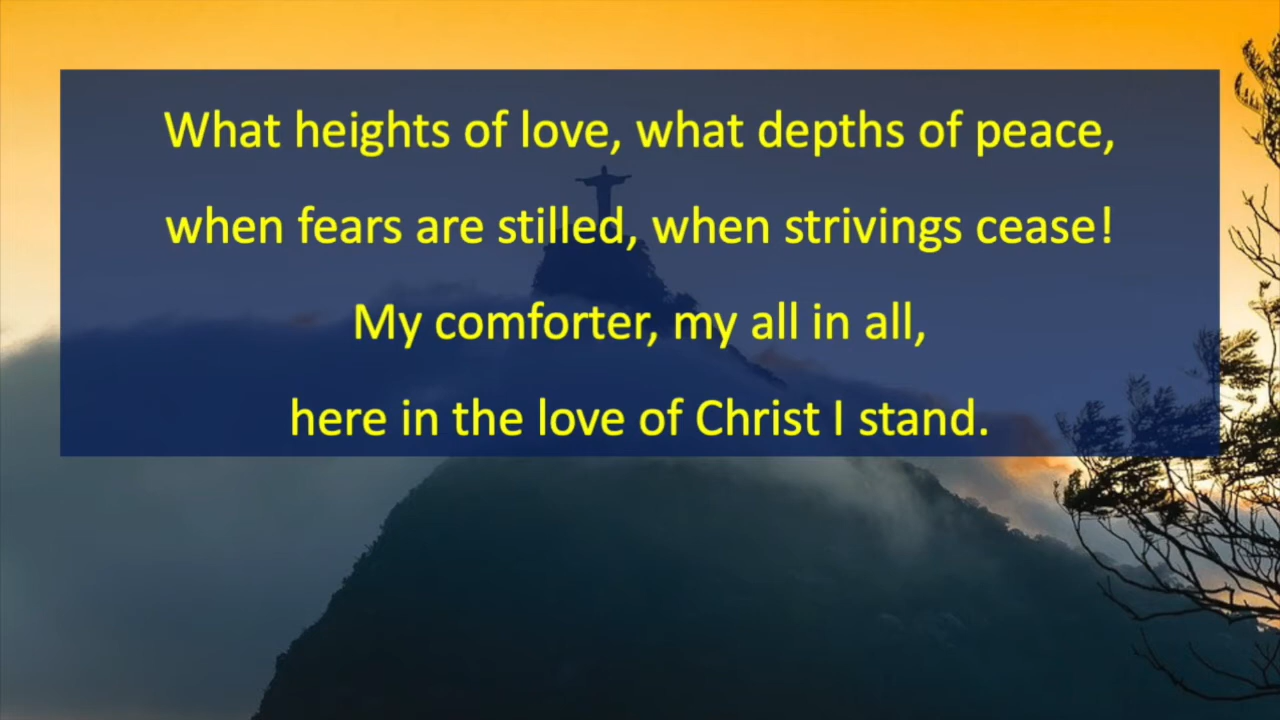 What heights of love, what depths of peace,
when fears are stilled, when strivings cease!
My comforter, my all in all,
here in the love of Christ I stand.